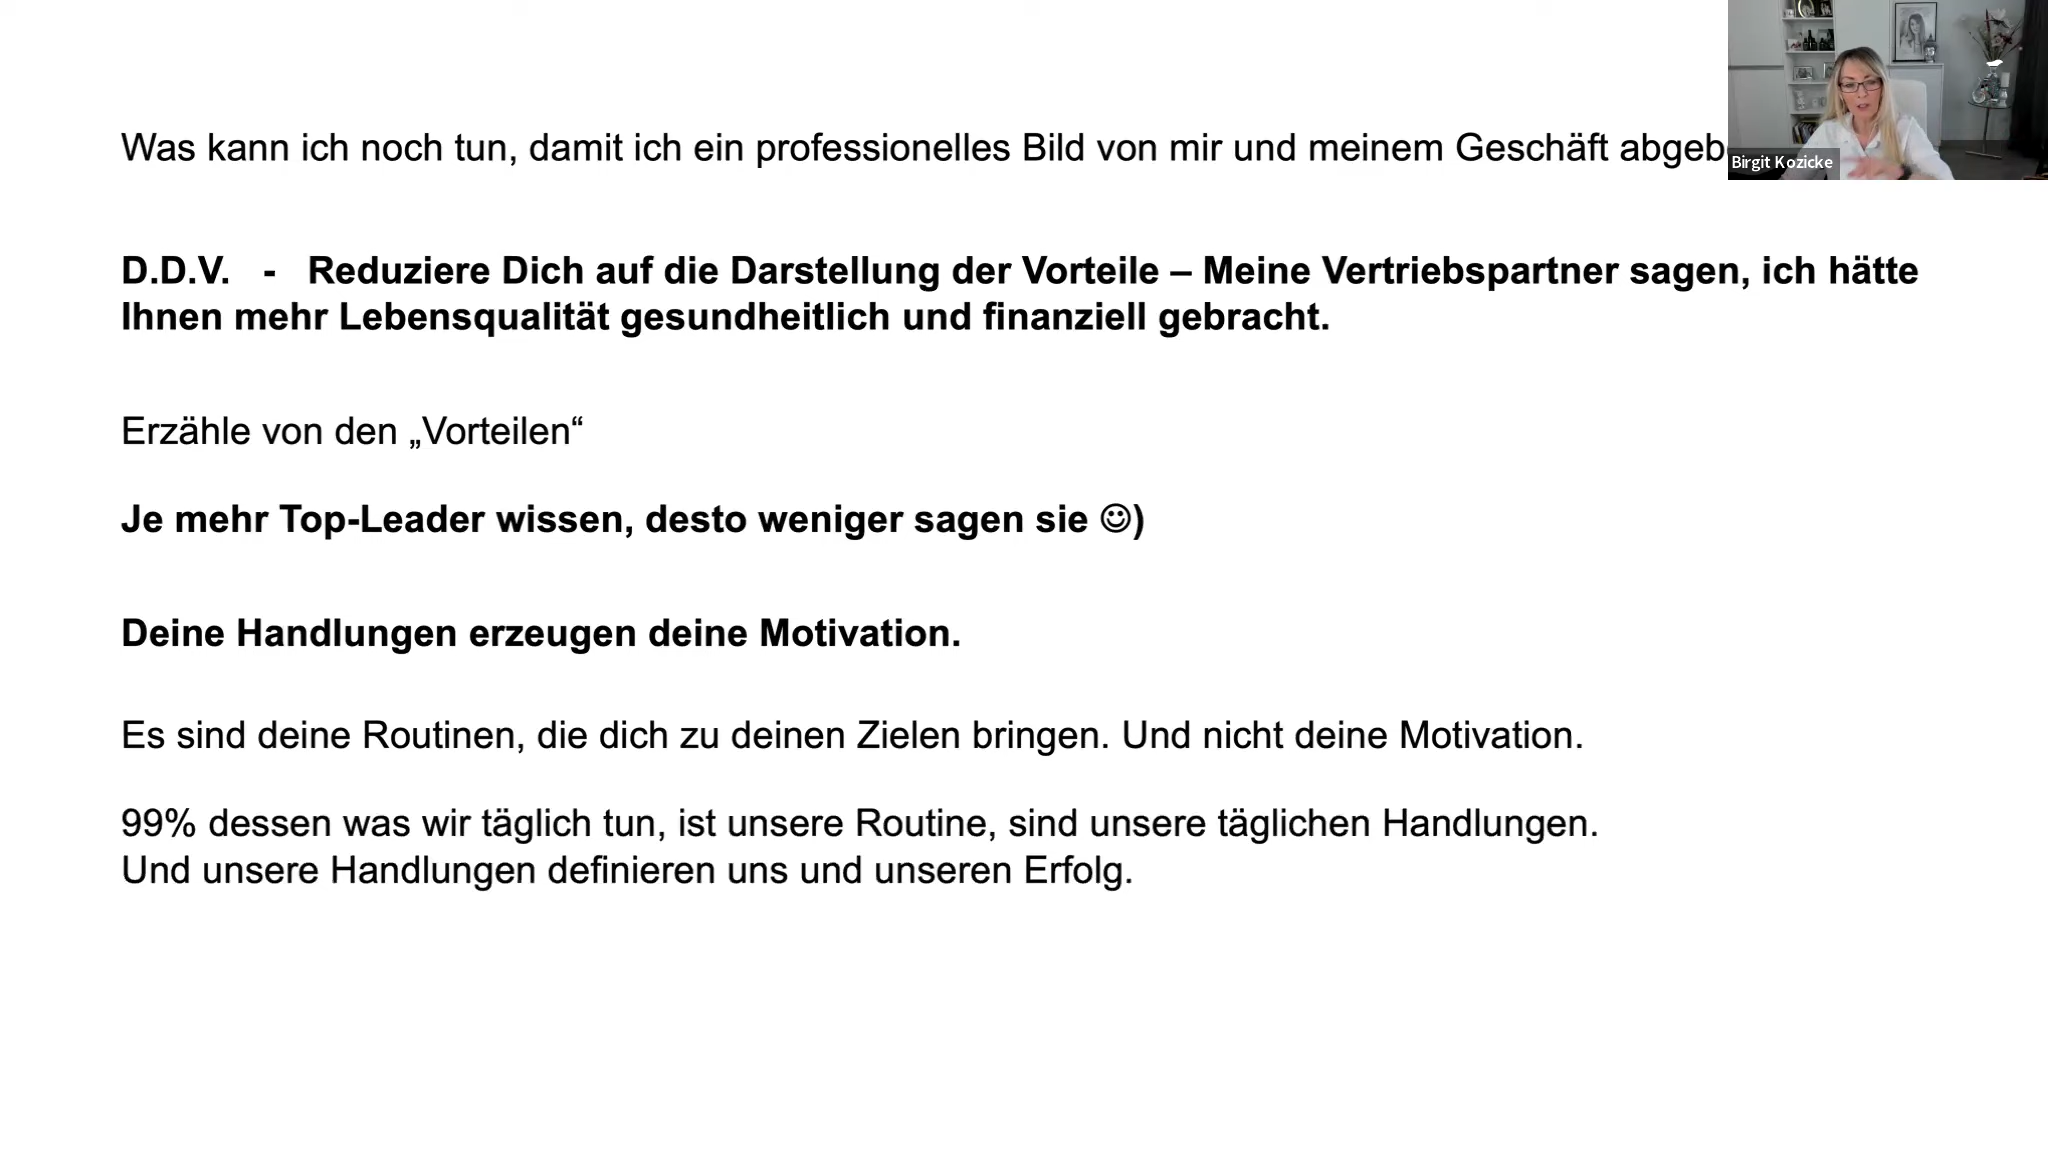 Was kann ich noch tun, damit ich ein professionelles Bild von mir und meinem Geschäft
Birgit Kozicke
D.D.V. - Reduziere Dich auf die Darstellung der Vorteile – Meine Vertriebspartner sagen, ich hätte
Ihnen mehr Lebensqualität gesundheitlich und finanziell gebracht.
Erzähle von den „Vorteilen“
Je mehr Top-Leader wissen, desto weniger sagen sie ☺)
Deine Handlungen erzeugen deine Motivation.
Es sind deine Routinen, die dich zu deinen Zielen bringen. Und nicht deine Motivation.
99% dessen was wir täglich tun, ist unsere Routine, sind unsere täglichen Handlungen.
Und unsere Handlungen definieren uns und unseren Erfolg.